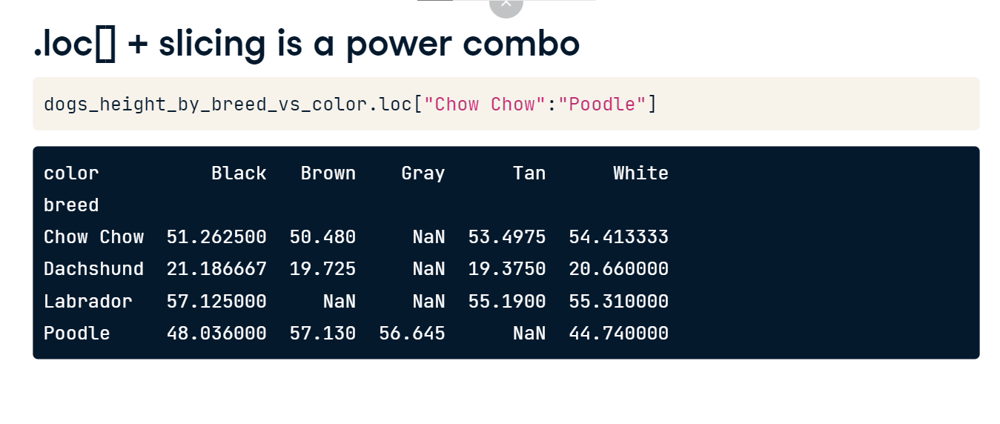 .loc[] + slicing is a power combo
dogs_height_by_breed_vs_color.loc["Chow Chow":"Poodle"]
color          Black   Brown    Gray      Tan      White
breed
Chow Chow  51.262500  50.480     NaN  53.4975  54.413333
Dachshund  21.186667  19.725     NaN  19.3750  20.660000
Labrador   57.125000     NaN     NaN  55.1900  55.310000
Poodle     48.036000  57.130  56.645      NaN  44.740000